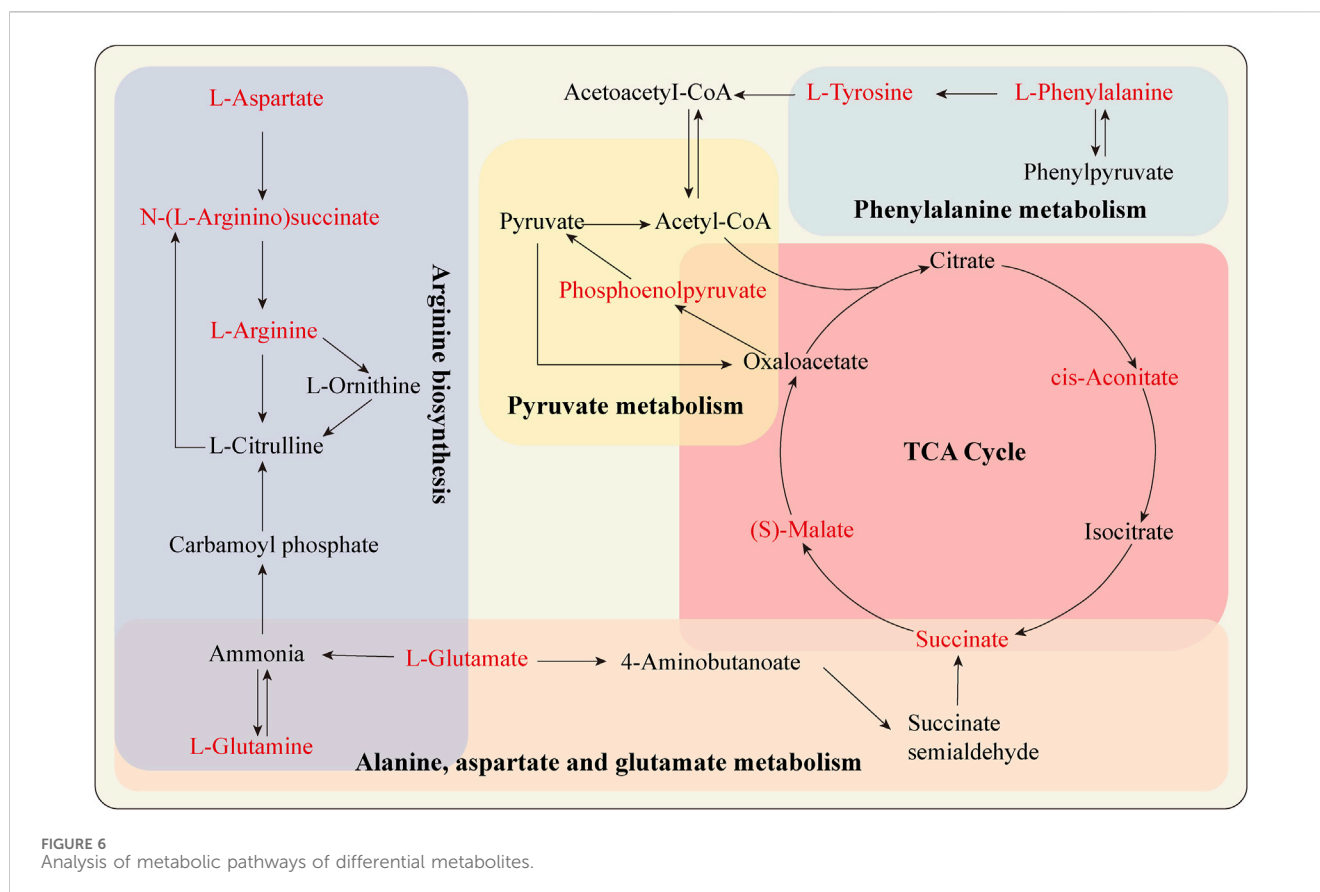 L-Aspartate
N-(L-Arginino)succinate
L-Arginine
L-Ornithine
L-Citrulline
Carbamoyl phosphate
Arginine biosynthesis
Ammonia
L-Glutamine
L-Glutamate
4-Aminobutanoate
Succinate
semialdehyde
Alanine, aspartate and glutamate metabolism
Acetoacetyl-CoA
L-Tyrosine
L-Phenylalanine
Phenylpyruvate
Phenylalanine metabolism
Pyruvate
Acetyl-CoA
Phosphoenolpyruvate
Oxaloacetate
Pyruvate metabolism
Citrate
cis-Aconitate
TCA Cycle
(S)-Malate
Isocitrate
Succinate
FIGURE 6
Analysis of metabolic pathways of differential metabolites.